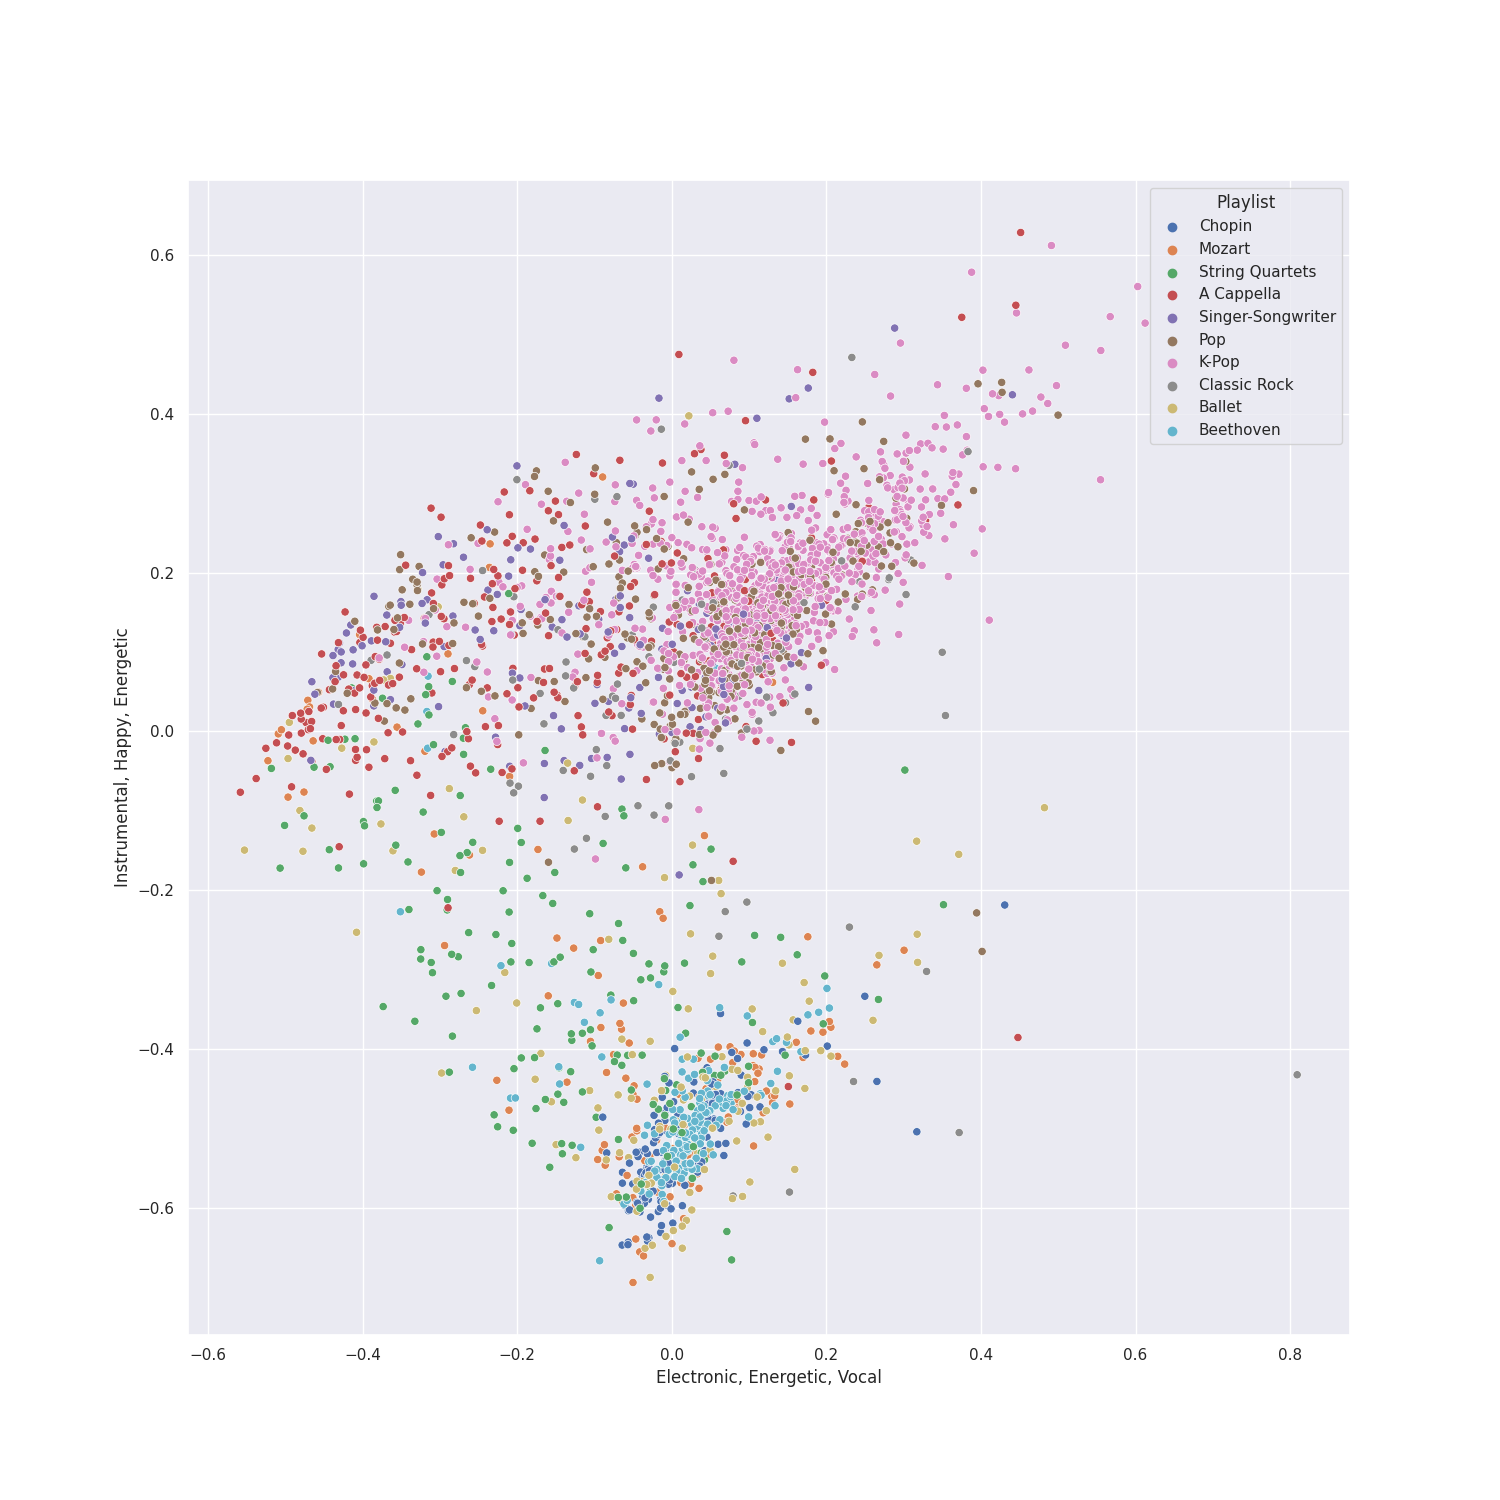 Playlist
Chopin
Mozart
String Quartets
A Cappella
Singer-Songwriter
Pop
K-Pop
Classic Rock
Ballet
Beethoven
Instrumental, Happy, Energetic
0.6
0.4
0.2
0.0
−0.2
−0.4
−0.6
−0.6 −0.4 −0.2 0.0 0.2 0.4 0.6 0.8
Electronic, Energetic, Vocal